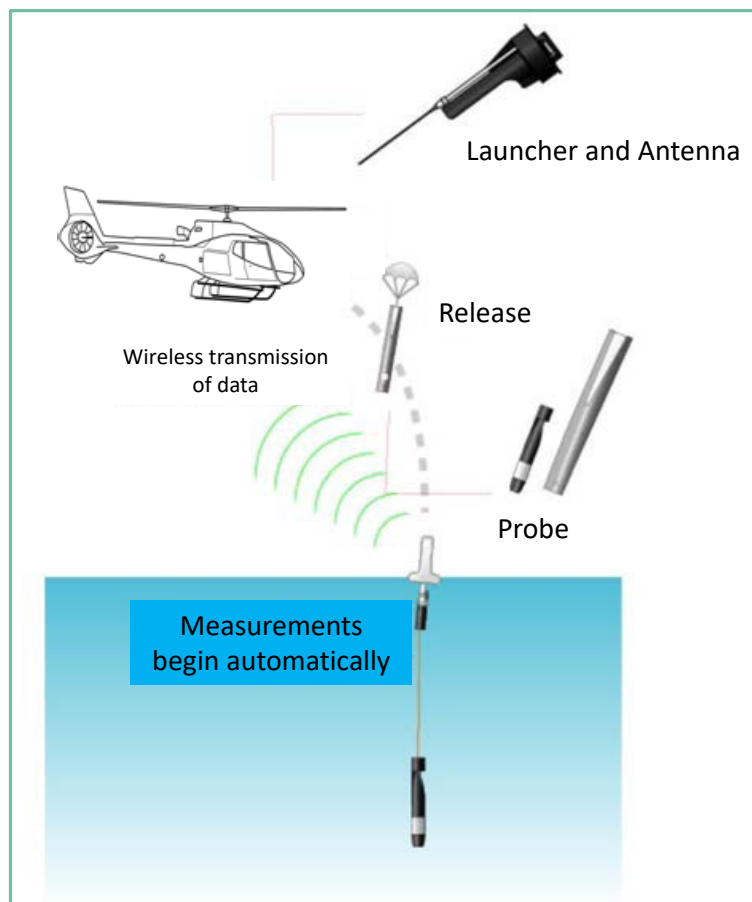 Launcher and Antenna
Release
Wireless transmission
of data
Probe
Measurements
begin automatically